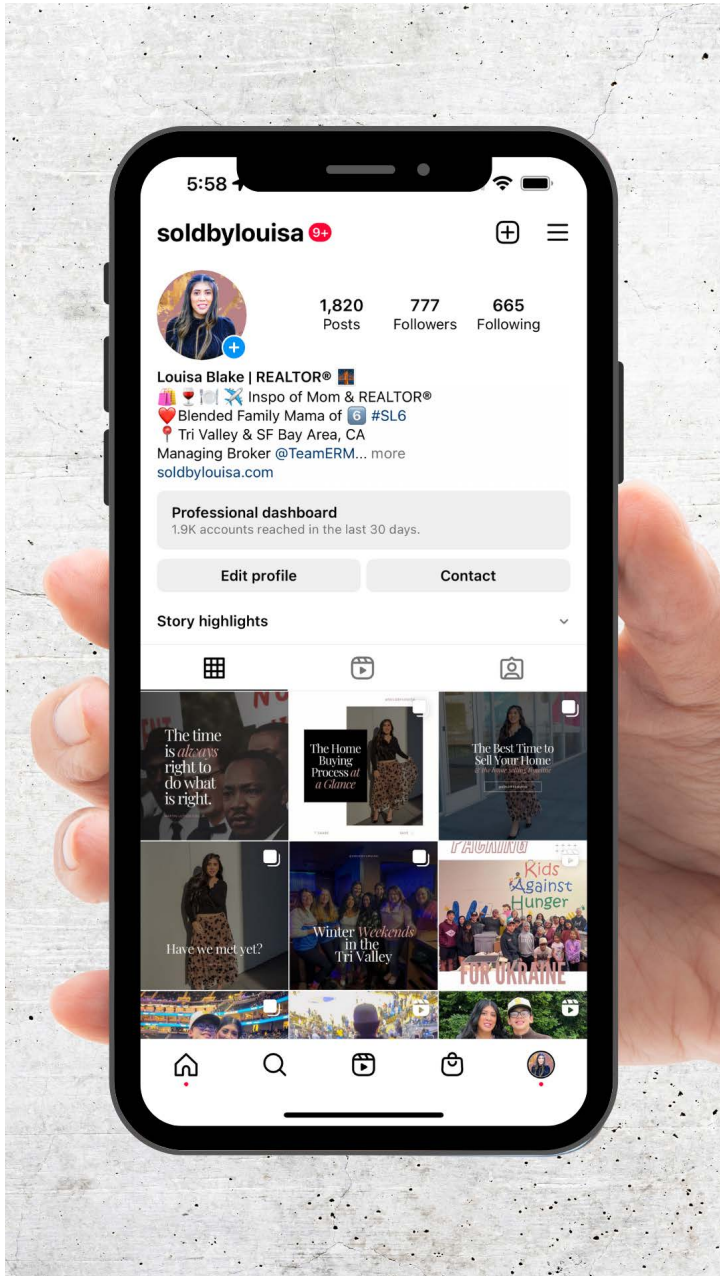 5:58
soldbylouisa 9+
1,820 777 665
Posts Followers Following
Louisa Blake | REALTOR® 🌉
🛍️🍷🍽️✈️ Inspo of Mom & REALTOR®
❤️Blended Family Mama of 6️⃣ #SL6
📍 Tri Valley & SF Bay Area, CA
Managing Broker @TeamERM... more
soldbylouisa.com
Professional dashboard
1.9K accounts reached in the last 30 days.
Edit profile Contact
Story highlights
The time
is always
right to
do what
is right.
The Home
Buying
Process at
a Glance
The Best Time to
Sell Your Home
Have we met yet?
Winter Weekends
in the
Tri Valley
PACKING
Kids
Against
Hunger
FOR UKRAINE